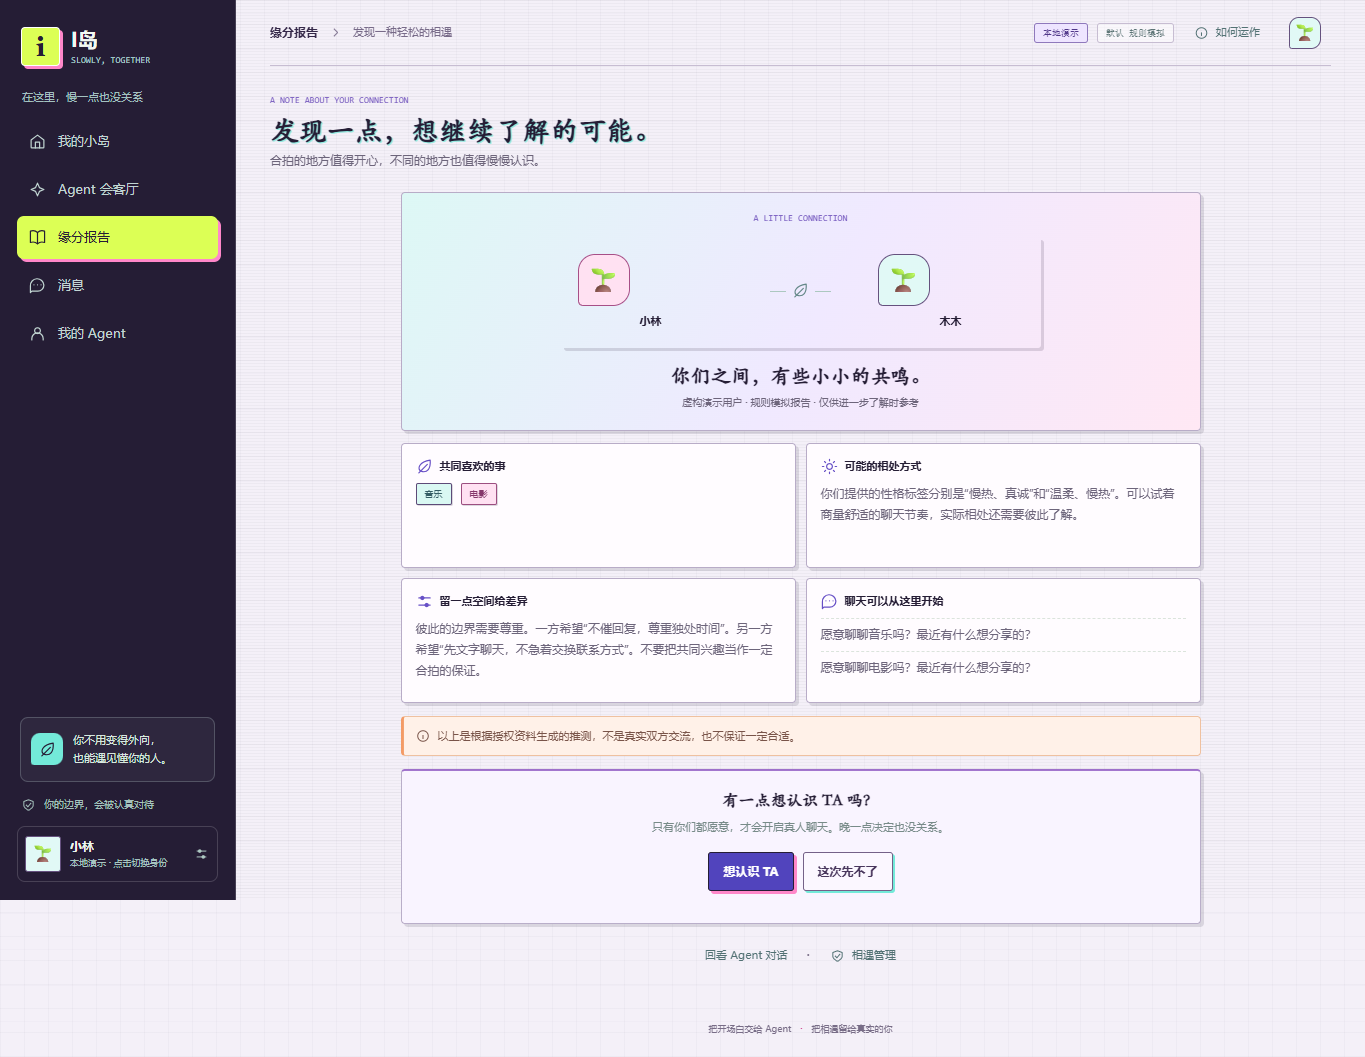 i
I岛
SLOWLY, TOGETHER
在这里，慢一点也没关系
我的小岛
Agent 会客厅
缘分报告
消息
我的 Agent
你不用变得外向，
也能遇见懂你的人。
你的边界，会被认真对待
小林
本地演示 · 点击切换身份
缘分报告 > 发现一种轻松的相遇
本地演示
默认 规则模拟
如何运作
A NOTE ABOUT YOUR CONNECTION
发现一点，想继续了解的可能。
合拍的地方值得开心，不同的地方也值得慢慢认识。
A LITTLE CONNECTION
小林
木木
你们之间，有些小小的共鸣。
虚构演示用户 · 规则模拟报告 · 仅供进一步了解时参考
共同喜欢的事
音乐
电影
可能的相处方式
你们提供的性格标签分别是“慢热、真诚”和“温柔、慢热”。可以试着
商量舒适的聊天节奏，实际相处还需要彼此了解。
留一点空间给差异
彼此的边界需要尊重。一方希望“不催回复，尊重独处时间”。另一方
希望“先文字聊天，不急着交换联系方式”。不要把共同兴趣当作一定
合拍的保证。
聊天可以从这里开始
愿意聊聊音乐吗？最近有什么想分享的？
愿意聊聊电影吗？最近有什么想分享的？
以上是根据授权资料生成的推测，不是真实双方交流，也不保证一定合适。
有一点想认识 TA 吗？
只有你们都愿意，才会开启真人聊天。晚一点决定也没关系。
想认识 TA
这次先不了
回看 Agent 对话 · 相遇管理
把开场白交给 Agent · 把相遇留给真实的你